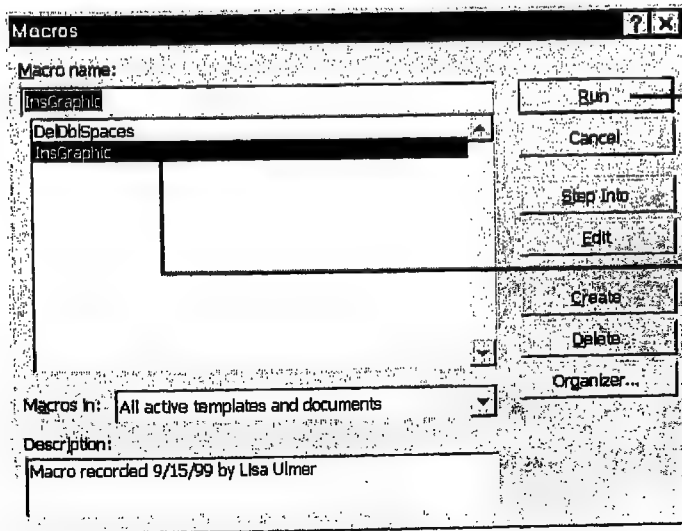 Macros
Macro name:
InsGraphic
DelDblSpaces
InsGraphic
Run
Cancel
Step Into
Edit
Create
Delete
Organizer...
Macros in: All active templates and documents
Description:
Macro recorded 9/15/99 by Lisa Ulmer